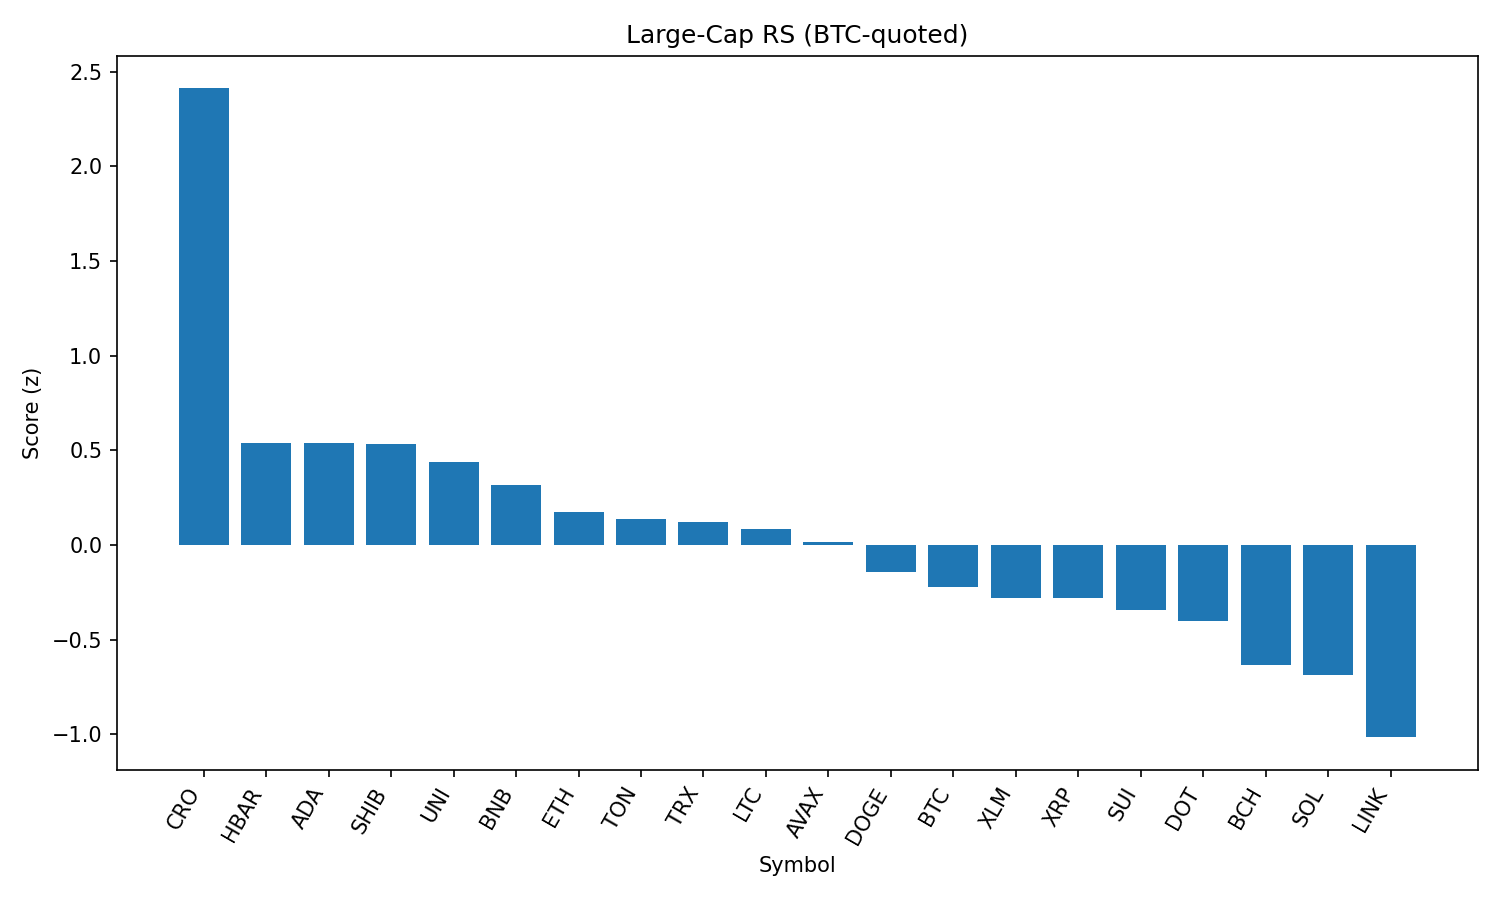 Large-Cap RS (BTC-quoted)
Score (z)
2.5
2.0
1.5
1.0
0.5
0.0
−0.5
−1.0
CRO
HBAR
ADA
SHIB
UNI
BNB
ETH
TON
TRX
LTC
AVAX
DOGE
BTC
XLM
XRP
SUI
DOT
BCH
SOL
LINK
Symbol